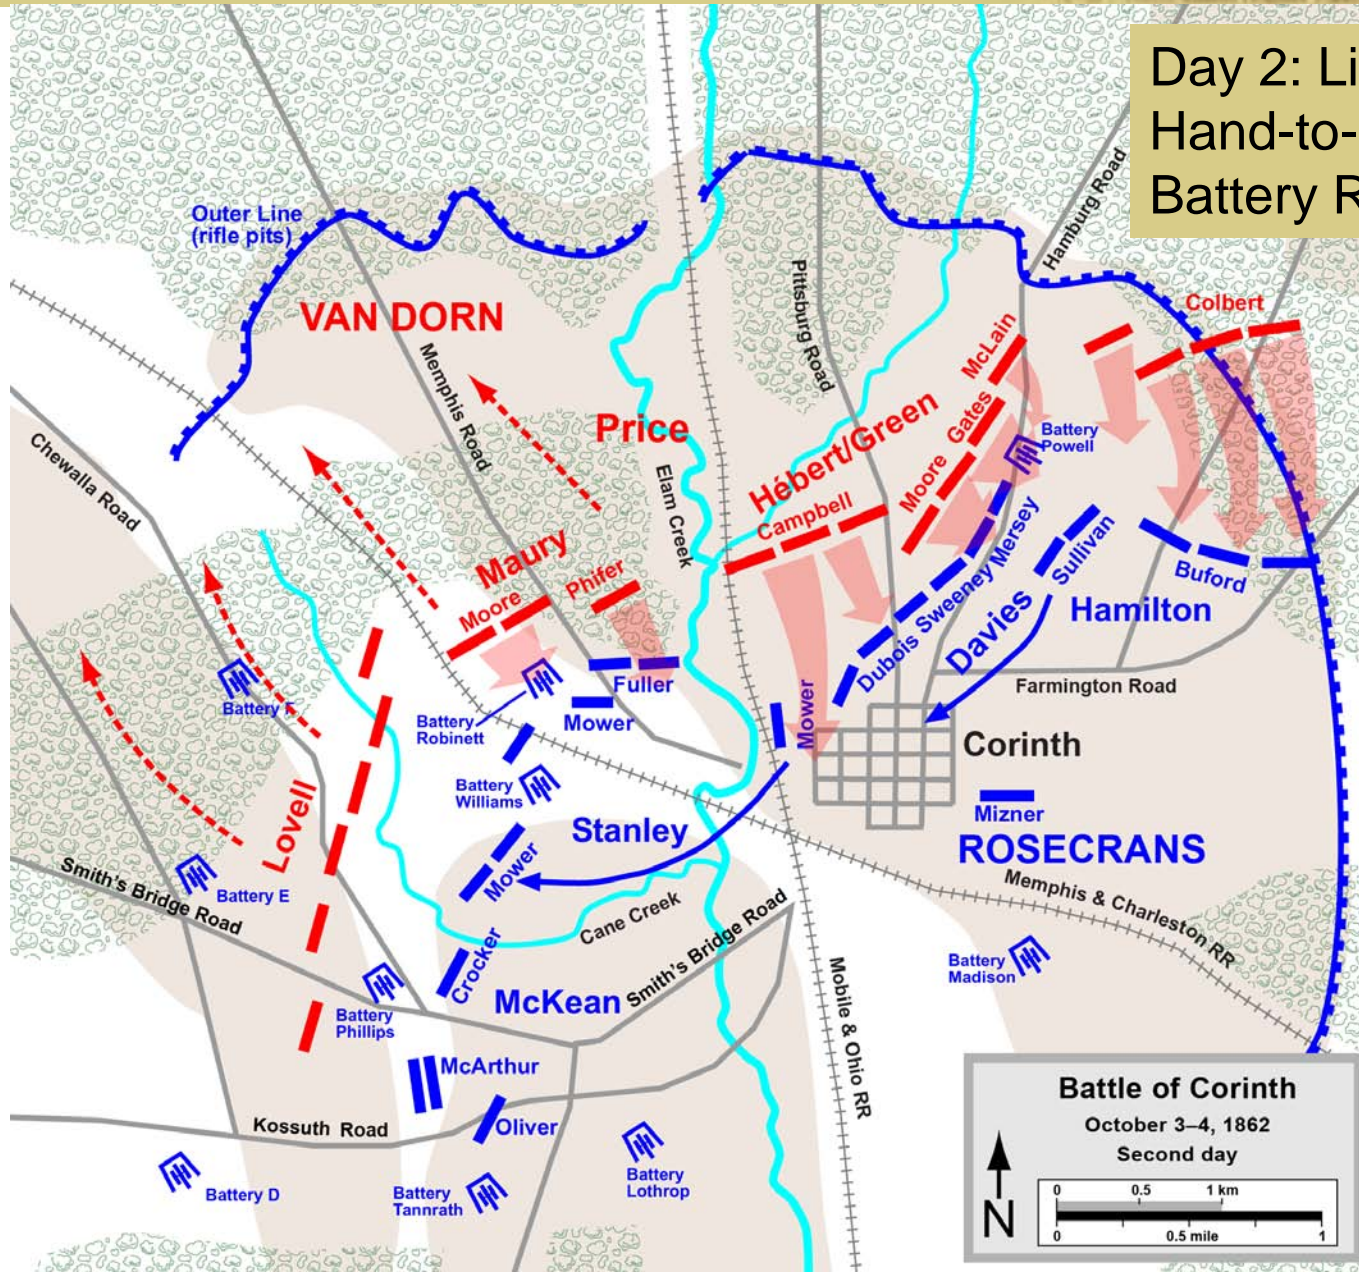 Day 2: Li
Hand-to-
Battery R
Outer Line
(rifle pits)
VAN DORN
Memphis Road
Chewalla Road
Price
Elam Creek
Pittsburg Road
Hamburg Road
Colbert
McLain
Gates
Moore
Hébert/Green
Campbell
Battery
Powell
Maury
Moore
Phifer
Mersey
Sweeney
Dubois
Davies
Sullivan
Buford
Hamilton
Farmington Road
Fuller
Mower
Battery
Robinett
Mower
Corinth
Mizner
ROSECRANS
Battery F
Battery
Williams
Stanley
Mower
Lovell
Smith's Bridge Road
Battery E
Cane Creek
Smith's Bridge Road
Memphis & Charleston RR
Battery
Madison
Crocker
McKean
Battery
Phillips
Mobile & Ohio RR
McArthur
Oliver
Kossuth Road
Battery D
Battery
Tannrath
Battery
Lothrop
Battle of Corinth
October 3–4, 1862
Second day
N
0 0.5 1 km
0 0.5 mile 1